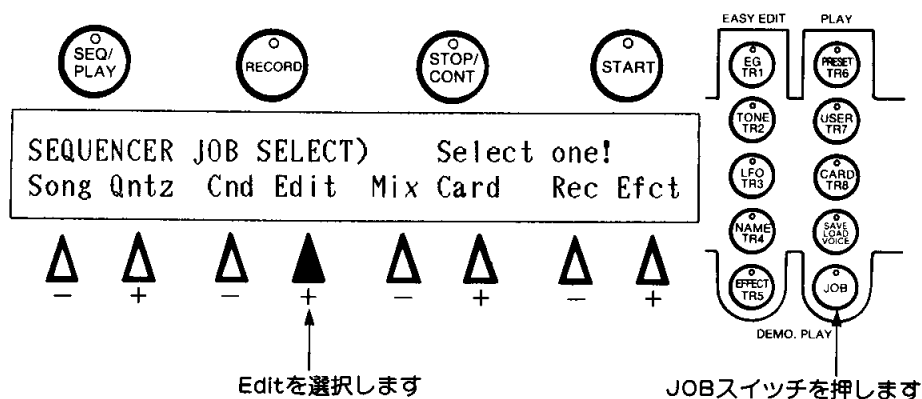 SEQ/
PLAY
RECORD
STOP/
CONT
START
SEQUENCER JOB SELECT) Select one!
Song Qntz Cnd Edit Mix Card Rec Efct
− + − + − + − +
Editを選択します
EASY EDIT
PLAY
EG
TR1
PRESET
TR6
TONE
TR2
USER
TR7
LFO
TR3
CARD
TR8
NAME
TR4
SAVE
LOAD
VOICE
EFFECT
TR5
JOB
DEMO. PLAY
JOBスイッチを押します